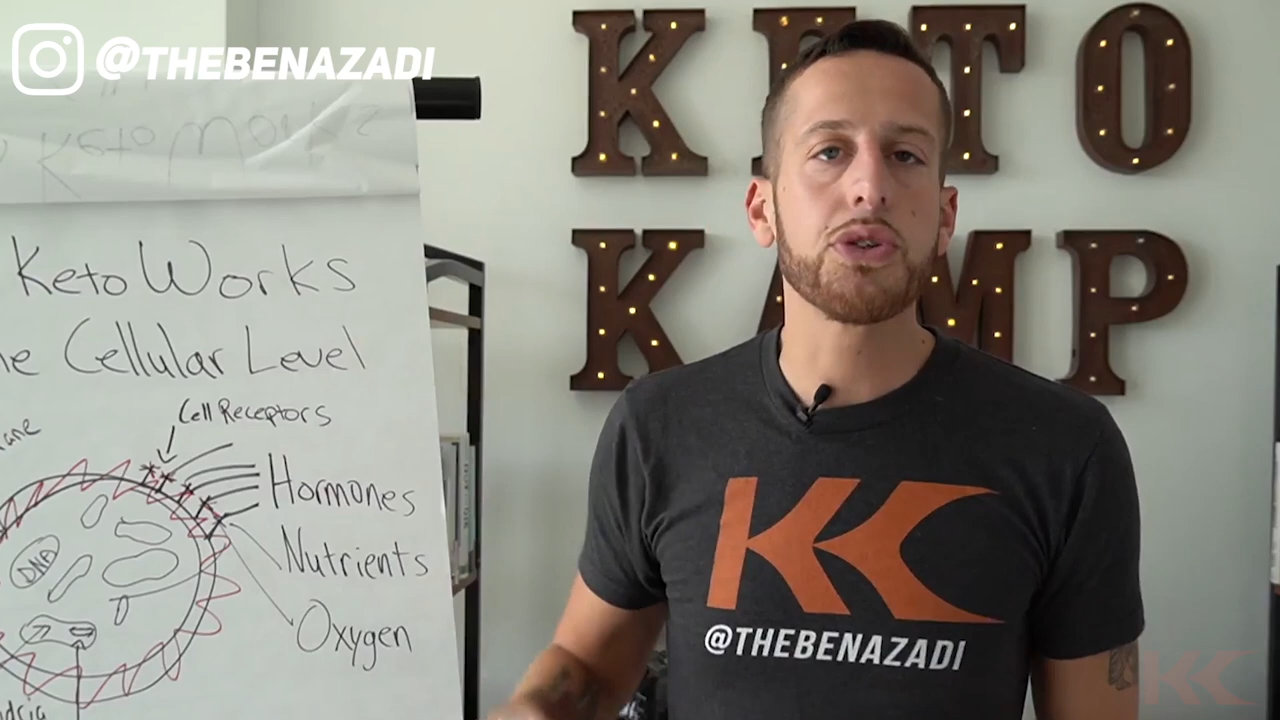 @THEBENAZADI
KETO
KAMP
Keto Works
Cellular Level
Cell Receptors
Hormones
Nutrients
Oxygen
DNA
KK
@THEBENAZADI